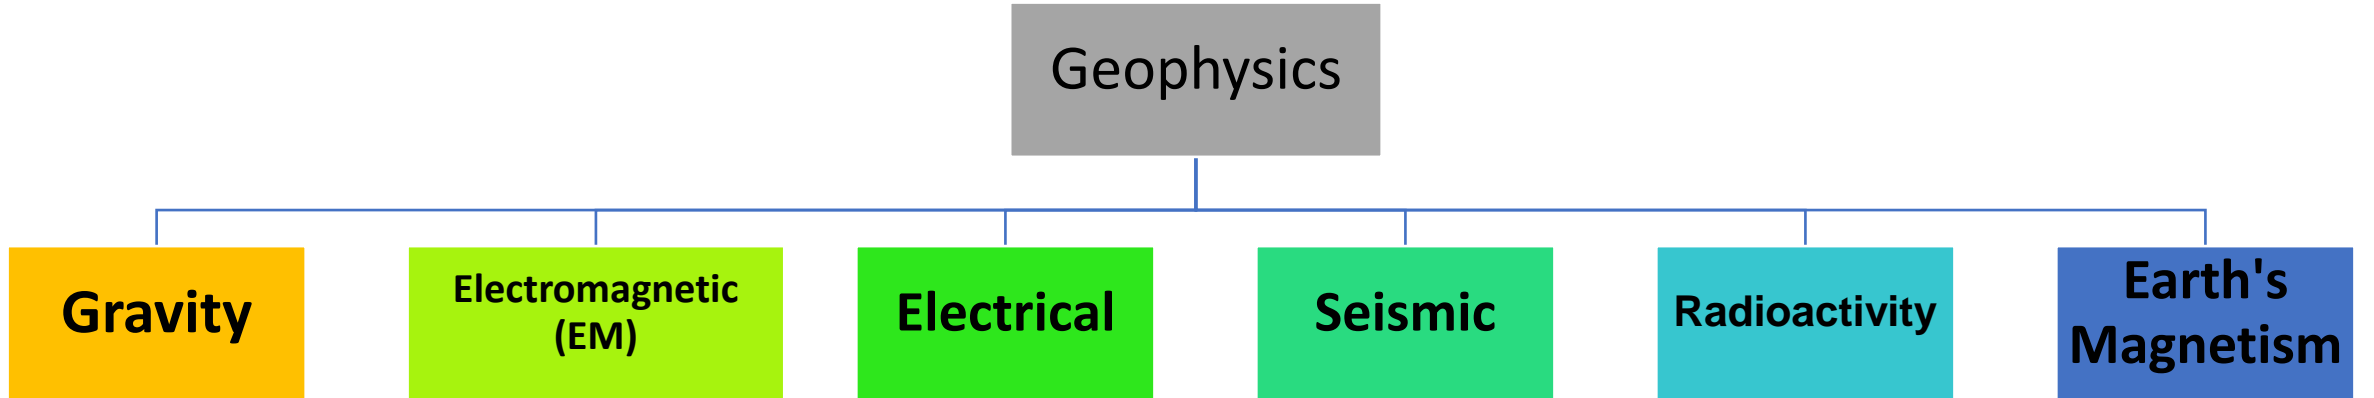 Geophysics
Gravity
Electromagnetic
(EM)
Electrical
Seismic
Radioactivity
Earth's
Magnetism